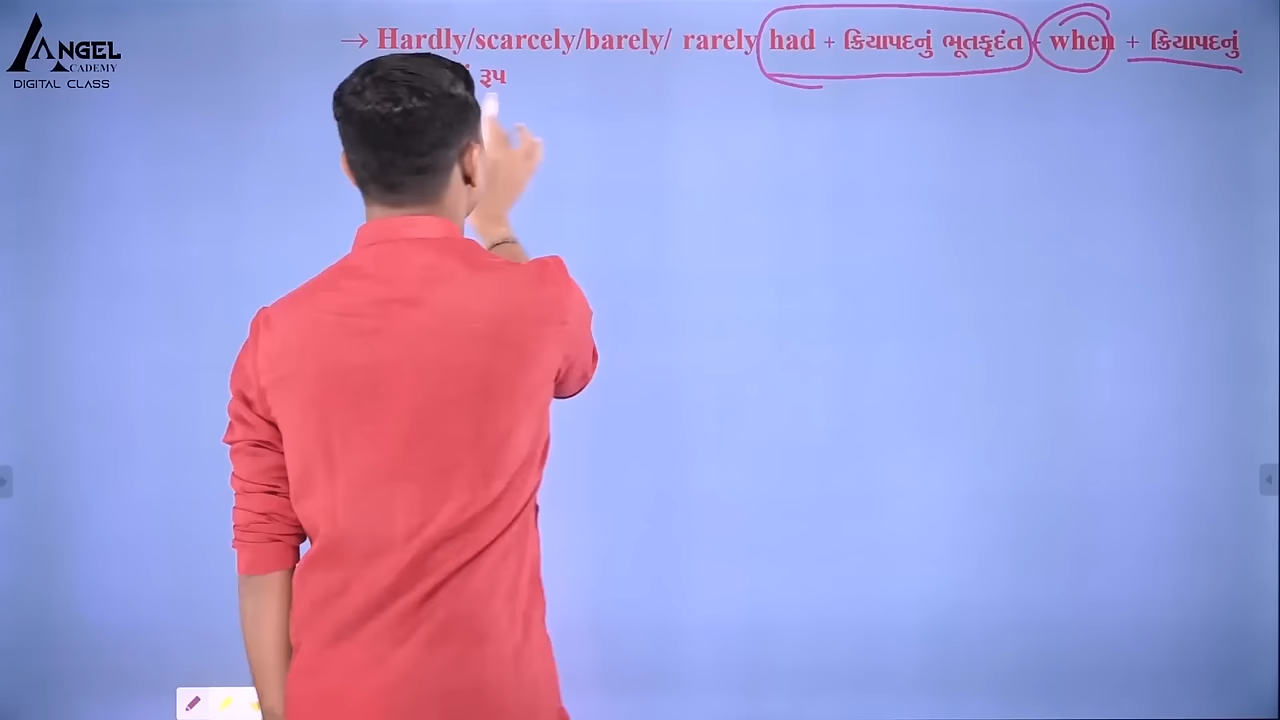 ANGEL
ACADEMY
DIGITAL CLASS
→ Hardly/scarcely/barely/ rarely had + ક્રિયાપદનું ભૂતકૃદંત + when + ક્રિયાપદનું
રૂપ